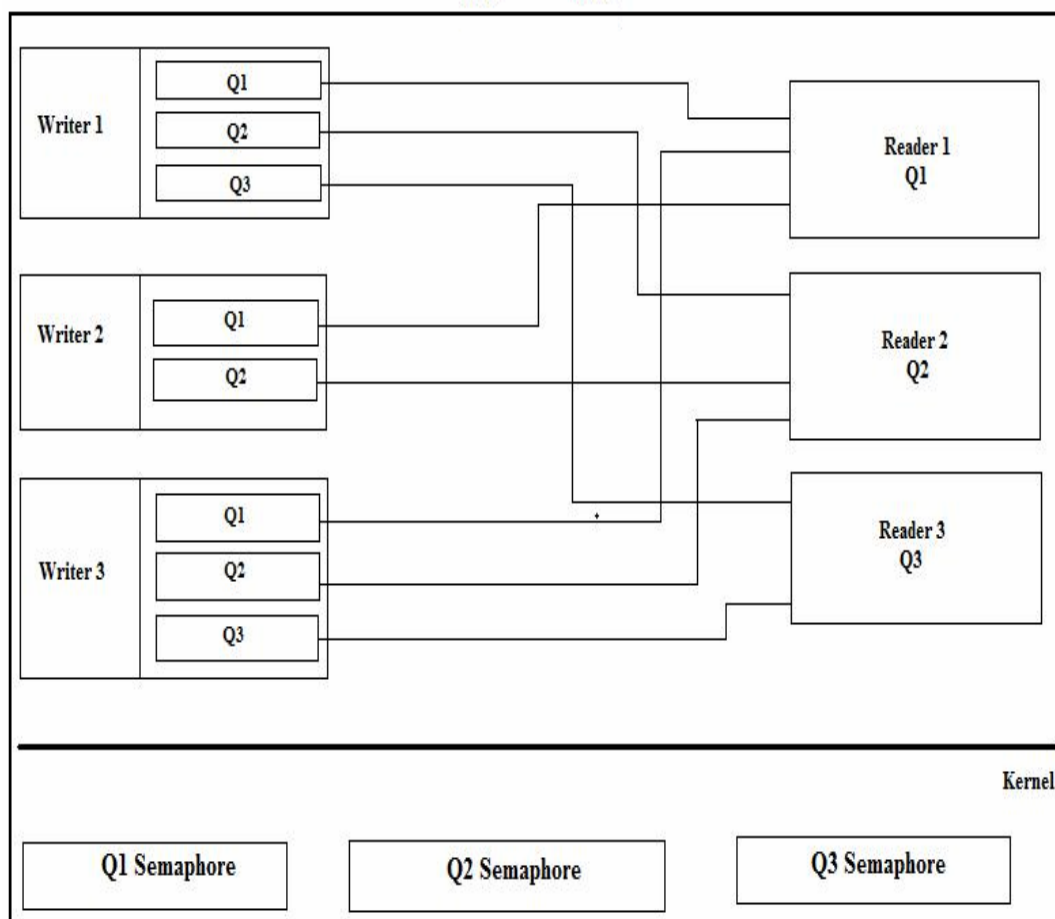 Writer 1
Q1
Q2
Q3
Reader 1
Q1
Writer 2
Q1
Q2
Reader 2
Q2
Writer 3
Q1
Q2
Q3
Reader 3
Q3
Kernel
Q1 Semaphore
Q2 Semaphore
Q3 Semaphore